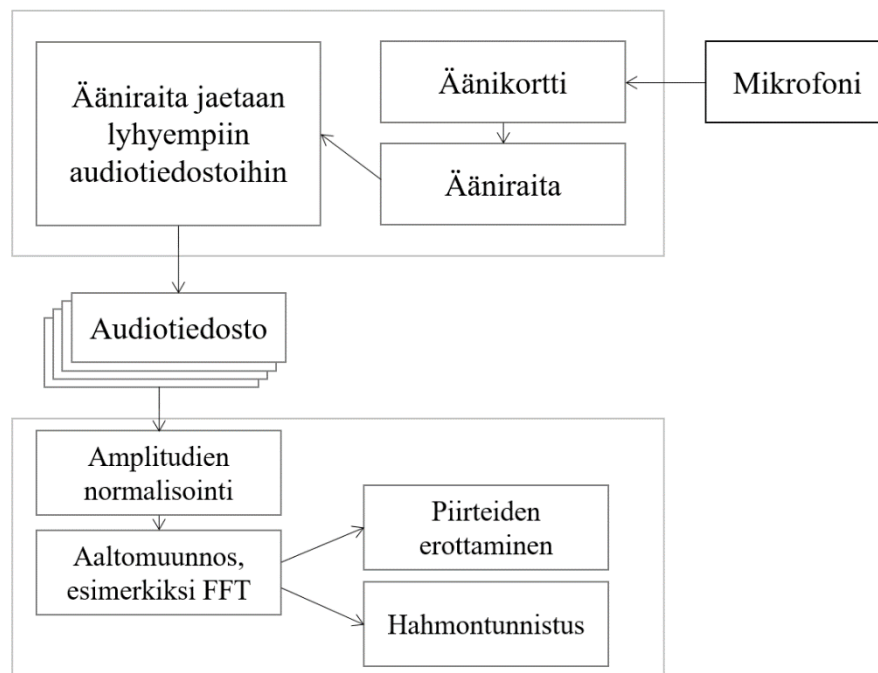 Mikrofoni
Äänikortti
Ääniraita
Ääniraita jaetaan
lyhyempiin
audiotiedostoihin
Audiotiedosto
Amplitudien
normalisointi
Aaltomuunnos,
esimerkiksi FFT
Piirteiden
erottaminen
Hahmontunnistus